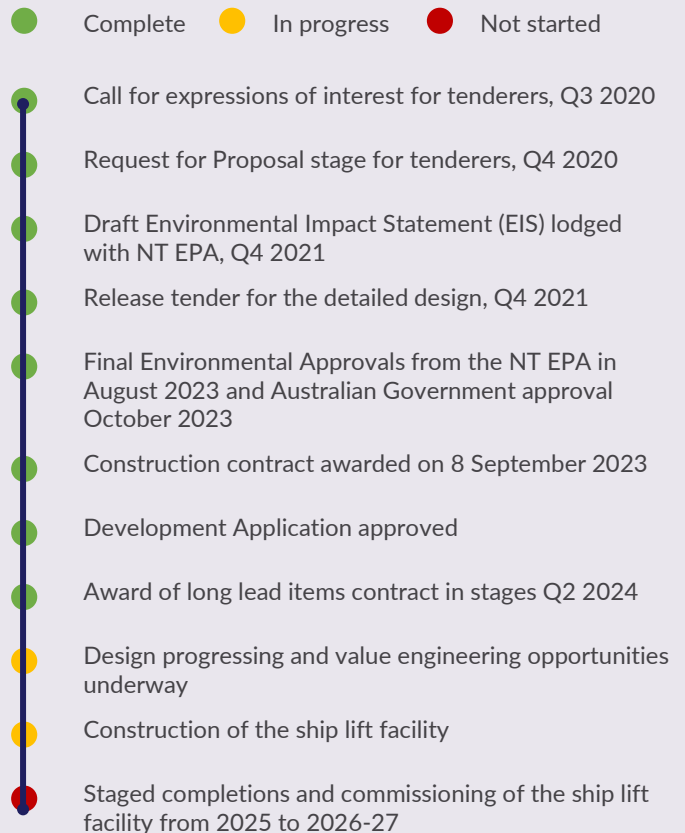 Complete In progress Not started
Call for expressions of interest for tenderers, Q3 2020
Request for Proposal stage for tenderers, Q4 2020
Draft Environmental Impact Statement (EIS) lodged
with NT EPA, Q4 2021
Release tender for the detailed design, Q4 2021
Final Environmental Approvals from the NT EPA in
August 2023 and Australian Government approval
October 2023
Construction contract awarded on 8 September 2023
Development Application approved
Award of long lead items contract in stages Q2 2024
Design progressing and value engineering opportunities
underway
Construction of the ship lift facility
Staged completions and commissioning of the ship lift
facility from 2025 to 2026-27